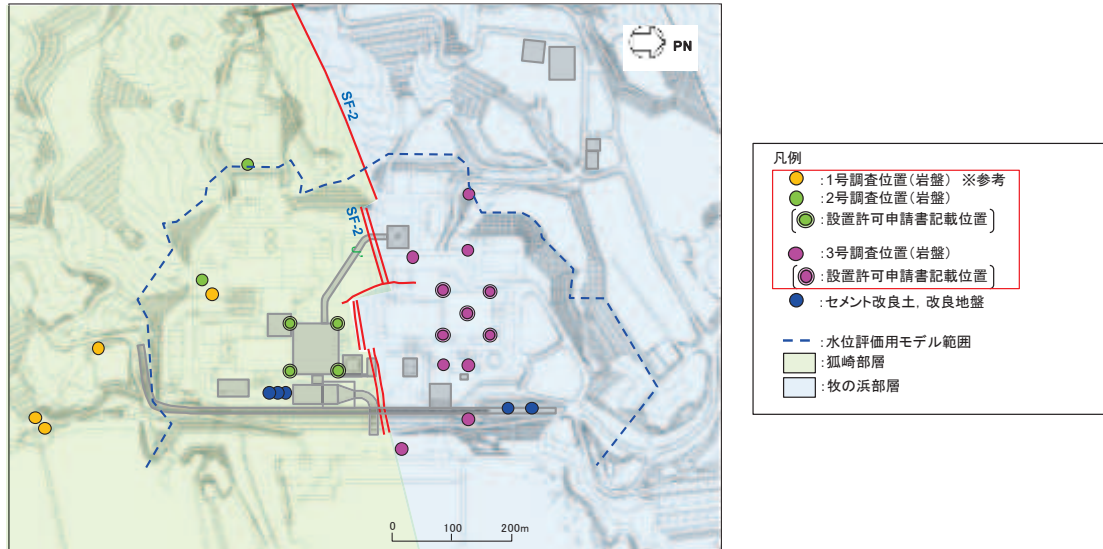 PN
SF-2
SF-2
0 100 200m
凡例
:1号調査位置(岩盤) ※参考
:2号調査位置(岩盤)
:設置許可申請書記載位置
:3号調査位置(岩盤)
:設置許可申請書記載位置
:セメント改良土，改良地盤
:水位評価用モデル範囲
:狐崎部層
:牧の浜部層